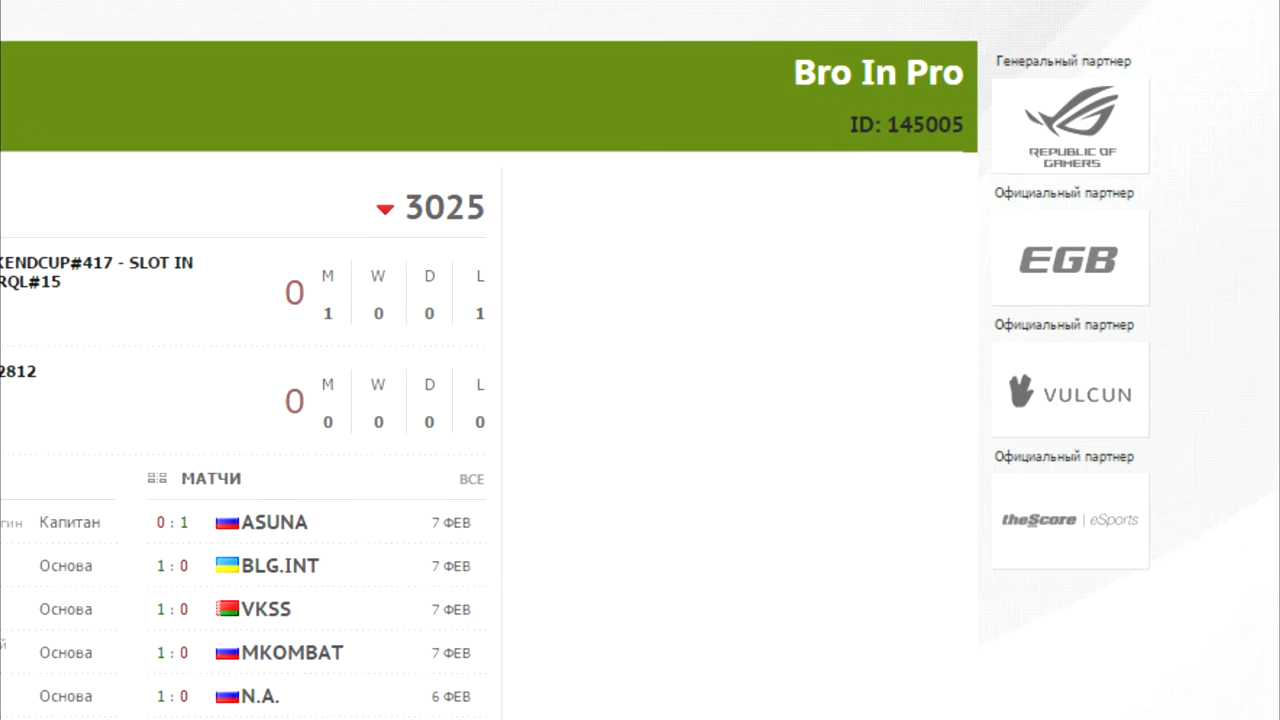 Bro In Pro
ID: 145005
3025
KENDCUP#417 - SLOT IN
RQL#15
0
M W D L
1 0 0 1
2812
0
M W D L
0 0 0 0
МАТЧИ ВСЕ
гин Капитан 0 : 1 ASUNA 7 ФЕВ
Основа 1 : 0 BLG.INT 7 ФЕВ
Основа 1 : 0 VKSS 7 ФЕВ
й Основа 1 : 0 MKOMBAT 7 ФЕВ
Основа 1 : 0 N.A. 6 ФЕВ
Генеральный партнер
REPUBLIC OF
GAMERS
Официальный партнер
EGB
Официальный партнер
VULCUN
Официальный партнер
theScore | eSports